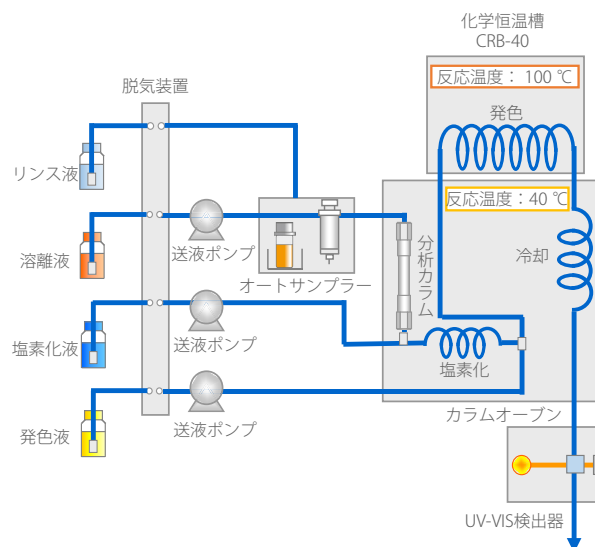 化学恒温槽
CRB-40
反応温度： 100 ℃
脱気装置
発色
リンス液
反応温度：40 ℃
溶離液
送液ポンプ
オートサンプラー
分析カラム
冷却
塩素化液
送液ポンプ
塩素化
カラムオーブン
発色液
送液ポンプ
UV-VIS検出器